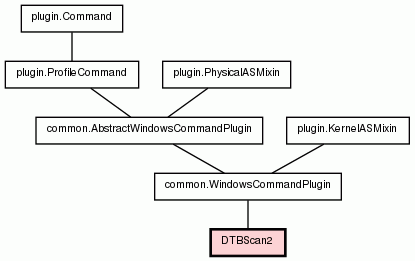 plugin.Command
plugin.ProfileCommand
plugin.PhysicalASMixin
common.AbstractWindowsCommandPlugin
plugin.KernelASMixin
common.WindowsCommandPlugin
DTBScan2